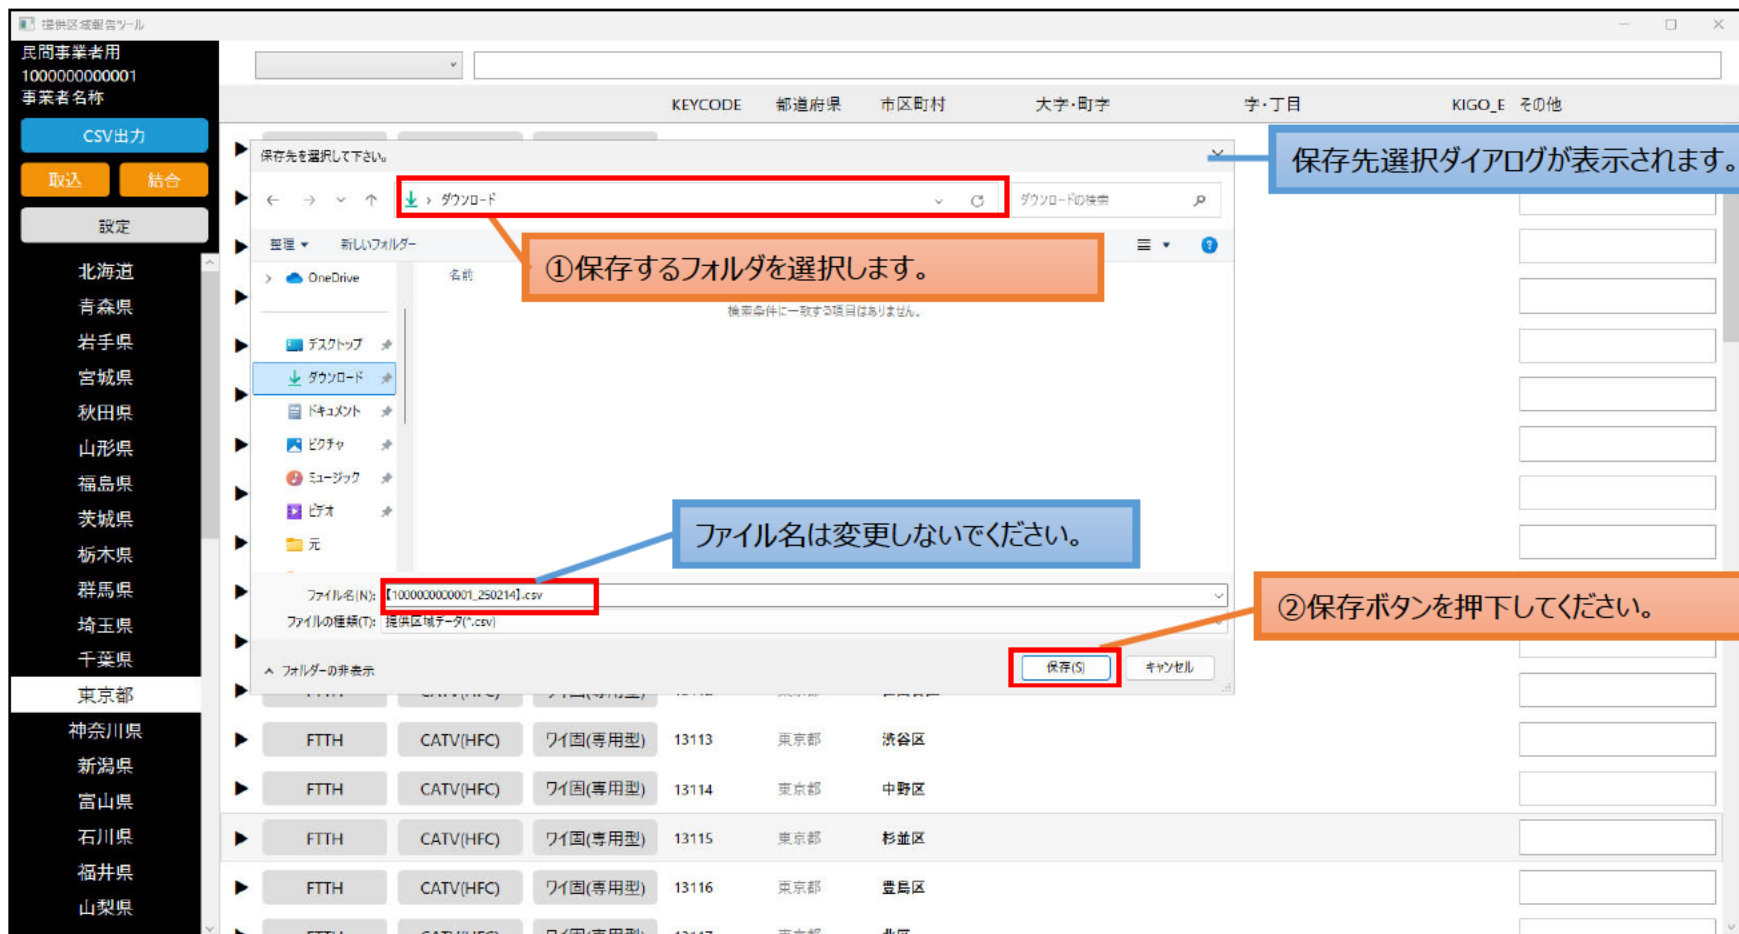 提供区域報告ツール
民間事業者用
1000000000001
事業者名称
CSV出力
取込 結合
設定
北海道
青森県
岩手県
宮城県
秋田県
山形県
福島県
茨城県
栃木県
群馬県
埼玉県
千葉県
東京都
神奈川県
新潟県
富山県
石川県
福井県
山梨県
KEYCODE 都道府県 市区町村 大字・町字 字・丁目 KIGO_E その他
保存先を選択して下さい。
保存先選択ダイアログが表示されます。
ダウンロード ダウンロードの検索
整理 新しいフォルダー
①保存するフォルダを選択します。
OneDrive 名前
検索条件に一致する項目はありません。
デスクトップ
ダウンロード
ドキュメント
ピクチャ
ミュージック
ビデオ
元
ファイル名は変更しないでください。
ファイル名(N): 【1000000000001_250214】.csv
ファイルの種類(T): 提供区域データ(*.csv)
②保存ボタンを押下してください。
フォルダーの非表示 保存(S) キャンセル
FTTH CATV(HFC) ワイ固(専用型) 13113 東京都 渋谷区
FTTH CATV(HFC) ワイ固(専用型) 13114 東京都 中野区
FTTH CATV(HFC) ワイ固(専用型) 13115 東京都 杉並区
FTTH CATV(HFC) ワイ固(専用型) 13116 東京都 豊島区